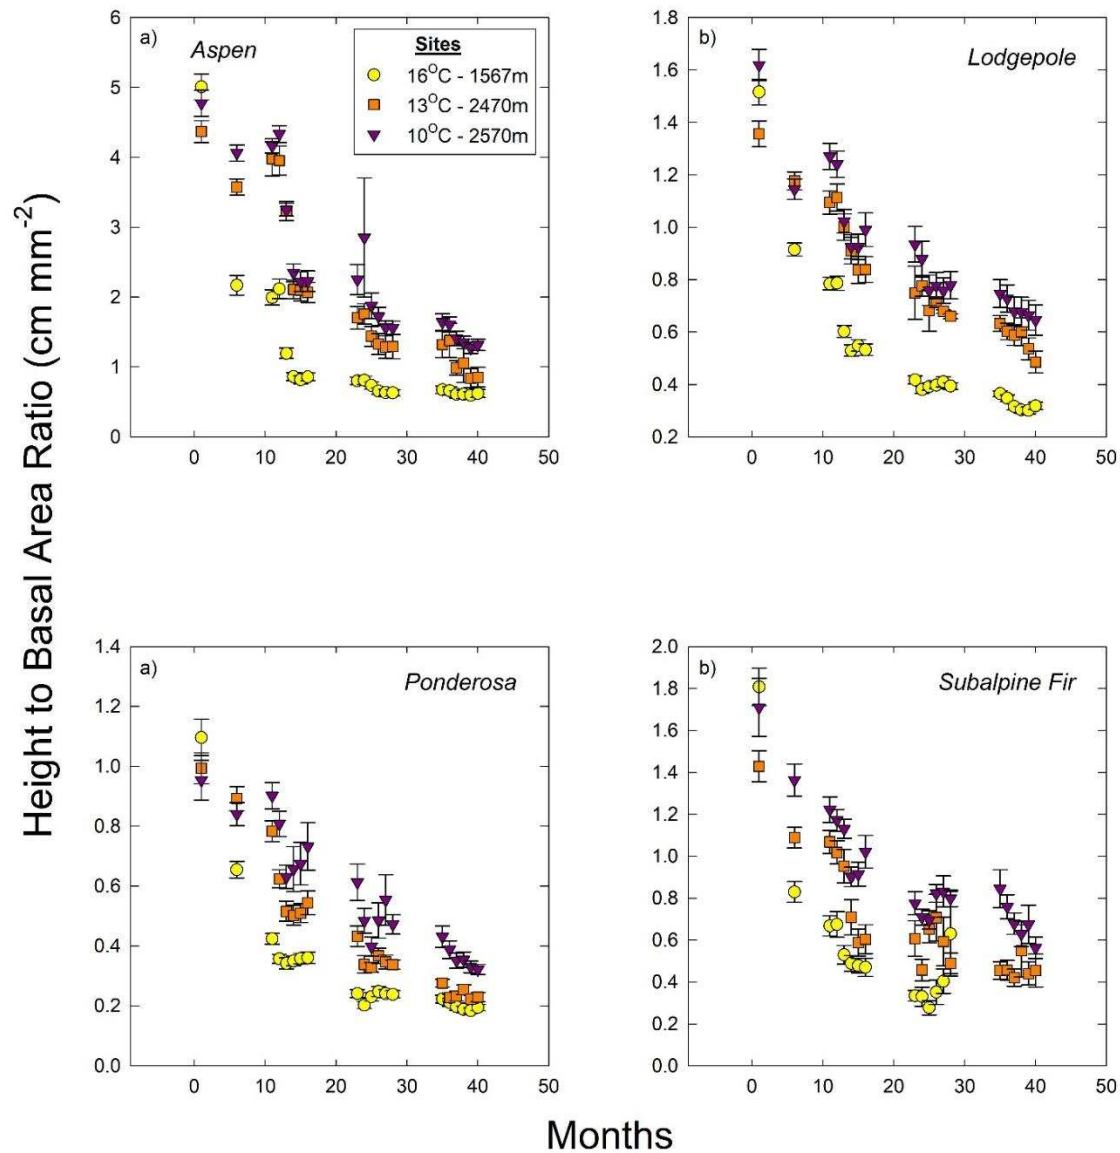 Height to Basal Area Ratio (cm mm-2)
a)
Aspen
Sites
16°C - 1567m
13°C - 2470m
10°C - 2570m
6
5
4
3
2
1
0
0 10 20 30 40 50
b)
Lodgepole
1.8
1.6
1.4
1.2
1.0
0.8
0.6
0.4
0.2
0 10 20 30 40 50
a)
Ponderosa
1.4
1.2
1.0
0.8
0.6
0.4
0.2
0.0
0 10 20 30 40 50
b)
Subalpine Fir
2.0
1.8
1.6
1.4
1.2
1.0
0.8
0.6
0.4
0.2
0.0
0 10 20 30 40 50
Months